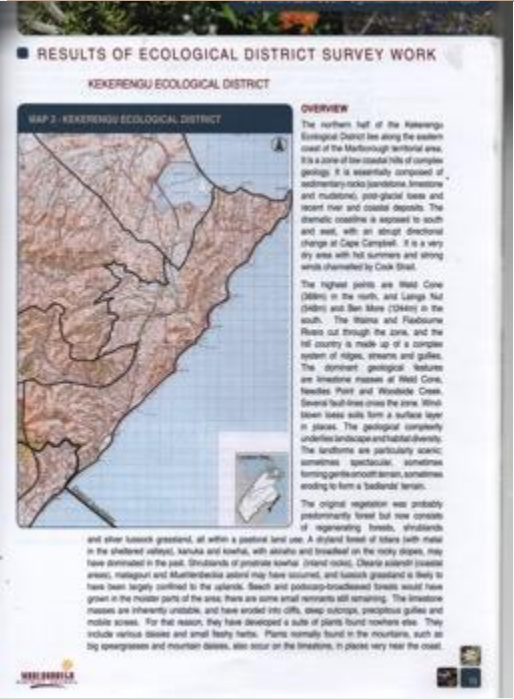 RESULTS OF ECOLOGICAL DISTRICT SURVEY WORK
KEKERENGU ECOLOGICAL DISTRICT
MAP 2 - KEKERENGU ECOLOGICAL DISTRICT
OVERVIEW
The northern half of the Kekerengu
Ecological District lies along the eastern
coast of the Marlborough territorial area.
It is a zone of low coastal hills of complex
geology. It is essentially composed of
sedimentary rocks (sandstone, limestone
and mudstone), post-glacial loess and
recent river and coastal deposits. The
dramatic coastline is exposed to south
and east, with an abrupt directional
change at Cape Campbell. It is a very
dry area with hot summers and strong
winds channelled by Cook Strait.
The highest points are Weld Cone
(366m) in the north, and Laings Nut
(548m) and Ben More (1244m) in the
south. The Waima and Flaxbourne
Rivers cut through the zone, and the
hill country is made up of a complex
system of ridges, streams and gullies.
The dominant geological features
are limestone masses at Weld Cone,
Needles Point and Woodside Creek.
Several fault-lines cross the zone. Wind-
blown loess soils form a surface layer
in places. The geological complexity
underlies landscape and habitat diversity.
The landforms are particularly scenic;
sometimes spectacular, sometimes
forming gentle smooth terrain, sometimes
eroding to form a 'badlands' terrain.
The original vegetation was probably
predominantly forest but now consists
of regenerating forests, shrublands
and silver tussock grassland, all within a pastoral land use. A dryland forest of totara (with matai
in the sheltered valleys), kanuka and kowhai, with akiraho and broadleaf on the rocky slopes, may
have dominated in the past. Shrublands of prostrate kowhai (inland rocks), Olearia solandri (coastal
areas), matagouri and Muehlenbeckia astonii may have occurred, and tussock grassland is likely to
have been largely confined to the uplands. Beech and podocarp-broadleaved forests would have
grown in the moister parts of the area; there are some small remnants still remaining. The limestone
masses are inherently unstable, and have eroded into cliffs, steep outcrops, precipitous gullies and
mobile screes. For that reason, they have developed a suite of plants found nowhere else. They
include various daisies and small fleshy herbs. Plants normally found in the mountains, such as
big speargrasses and mountain daisies, also occur on the limestone, in places very near the coast.
MARLBOROUGH